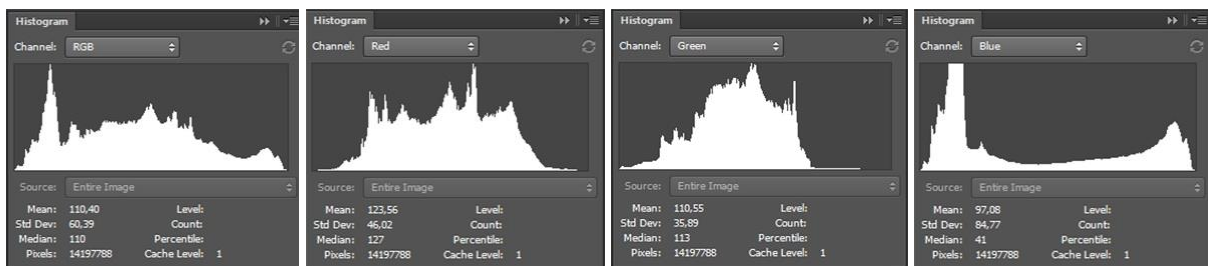 Histogram
Channel: RGB
Source: Entire Image
Mean: 110,40 Level:
Std Dev: 60,39 Count:
Median: 110 Percentile:
Pixels: 14197788 Cache Level: 1
Histogram
Channel: Red
Source: Entire Image
Mean: 123,56 Level:
Std Dev: 46,02 Count:
Median: 127 Percentile:
Pixels: 14197788 Cache Level: 1
Histogram
Channel: Green
Source: Entire Image
Mean: 110,55 Level:
Std Dev: 35,89 Count:
Median: 113 Percentile:
Pixels: 14197788 Cache Level: 1
Histogram
Channel: Blue
Source: Entire Image
Mean: 97,08 Level:
Std Dev: 84,77 Count:
Median: 41 Percentile:
Pixels: 14197788 Cache Level: 1